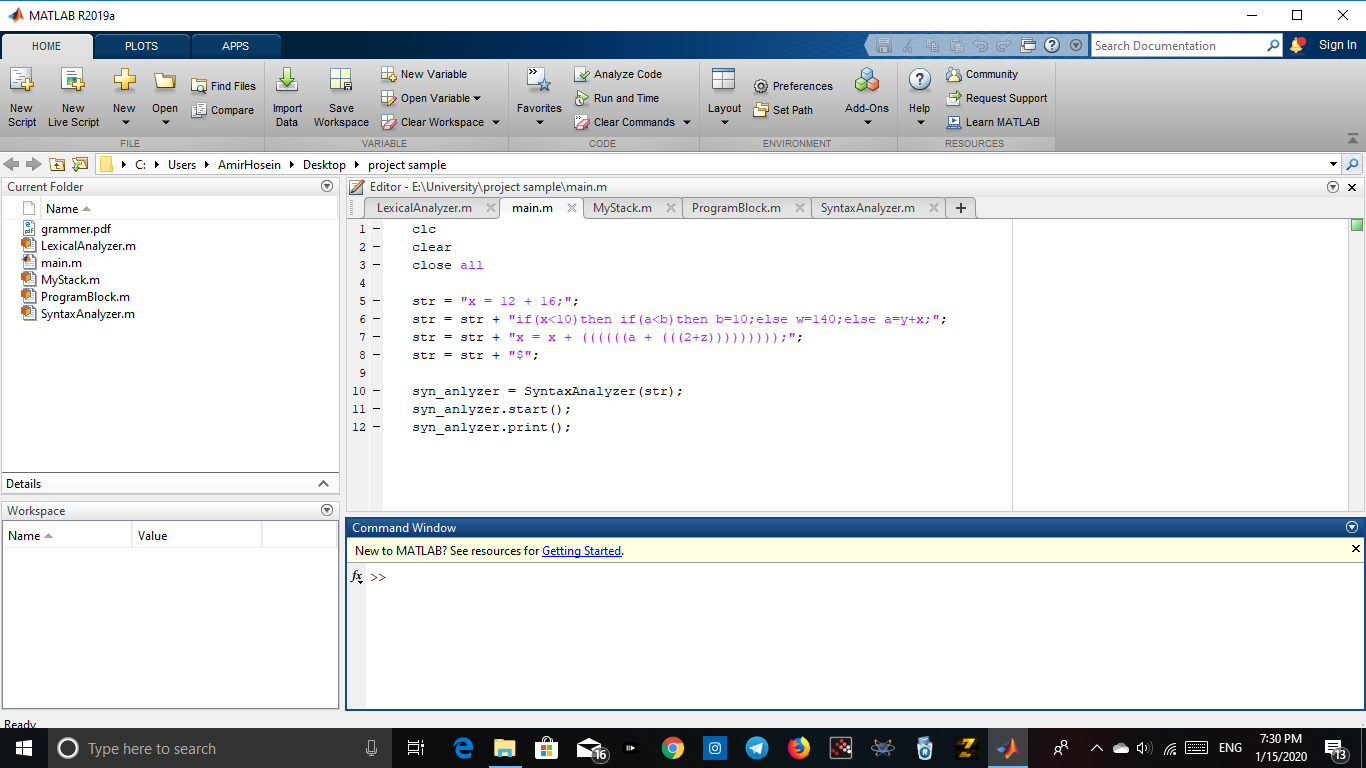 MATLAB R2019a
HOME PLOTS APPS Search Documentation Sign In
New Script
New Live Script
New
Open
Find Files
Compare
FILE
Import Data
Save Workspace
New Variable
Open Variable
Clear Workspace
VARIABLE
Favorites
Analyze Code
Run and Time
Clear Commands
CODE
Layout
Preferences
Set Path
Add-Ons
ENVIRONMENT
Help
Community
Request Support
Learn MATLAB
RESOURCES
C: Users AmirHosein Desktop project sample
Current Folder
Name
grammer.pdf
LexicalAnalyzer.m
main.m
MyStack.m
ProgramBlock.m
SyntaxAnalyzer.m
Details
Workspace
Name Value
Editor - E:\University\project sample\main.m
LexicalAnalyzer.m main.m MyStack.m ProgramBlock.m SyntaxAnalyzer.m
1 clc
2 clear
3 close all
4
5 str = "x = 12 + 16;";
6 str = str + "if(x<10)then if(a<b)then b=10;else w=140;else a=y+x;";
7 str = str + "x = x + ((((((a + (((2+z)))))))));";
8 str = str + "$";
9
10 syn_anlyzer = SyntaxAnalyzer(str);
11 syn_anlyzer.start();
12 syn_anlyzer.print();
Command Window
New to MATLAB? See resources for Getting Started.
fx >>
Ready
Type here to search
16
ENG
7:30 PM
1/15/2020
13